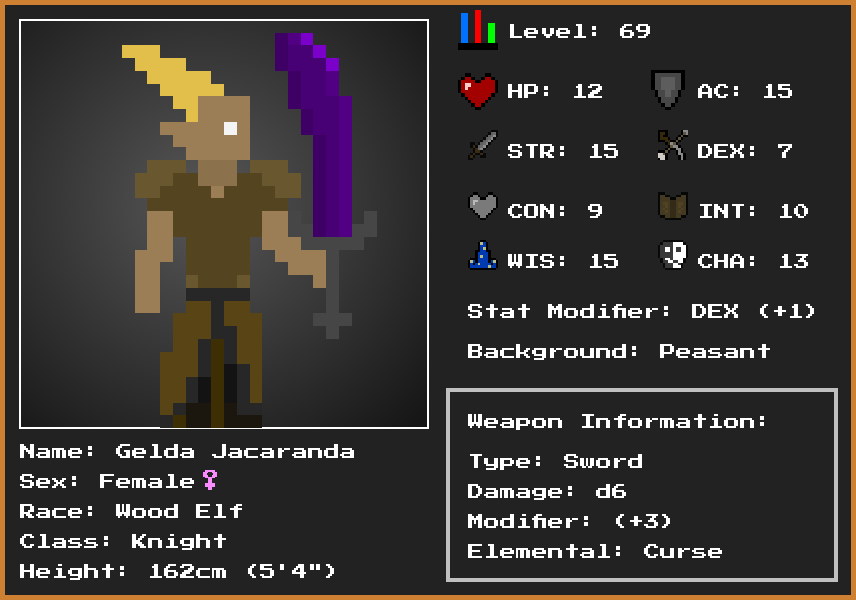 Level: 69
HP: 12 AC: 15
STR: 15 DEX: 7
CON: 9 INT: 10
WIS: 15 CHA: 13
Stat Modifier: DEX (+1)
Background: Peasant
Weapon Information:
Type: Sword
Damage: d6
Modifier: (+3)
Elemental: Curse
Name: Gelda Jacaranda
Sex: Female♀
Race: Wood Elf
Class: Knight
Height: 162cm (5'4")